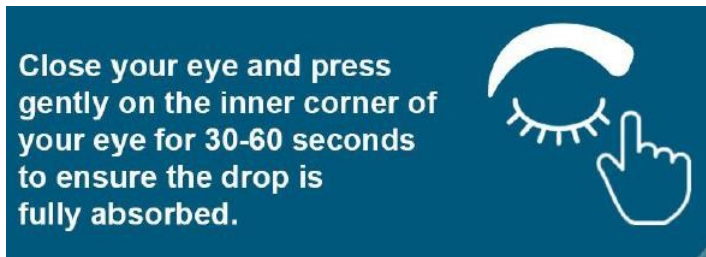 Close your eye and press
gently on the inner corner of
your eye for 30-60 seconds
to ensure the drop is
fully absorbed.